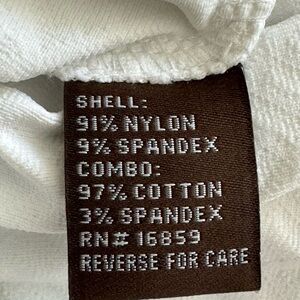 SHELL:
91% NYLON
9% SPANDEX
COMBO:
97% COTTON
3% SPANDEX
RN# 16859
REVERSE FOR CARE